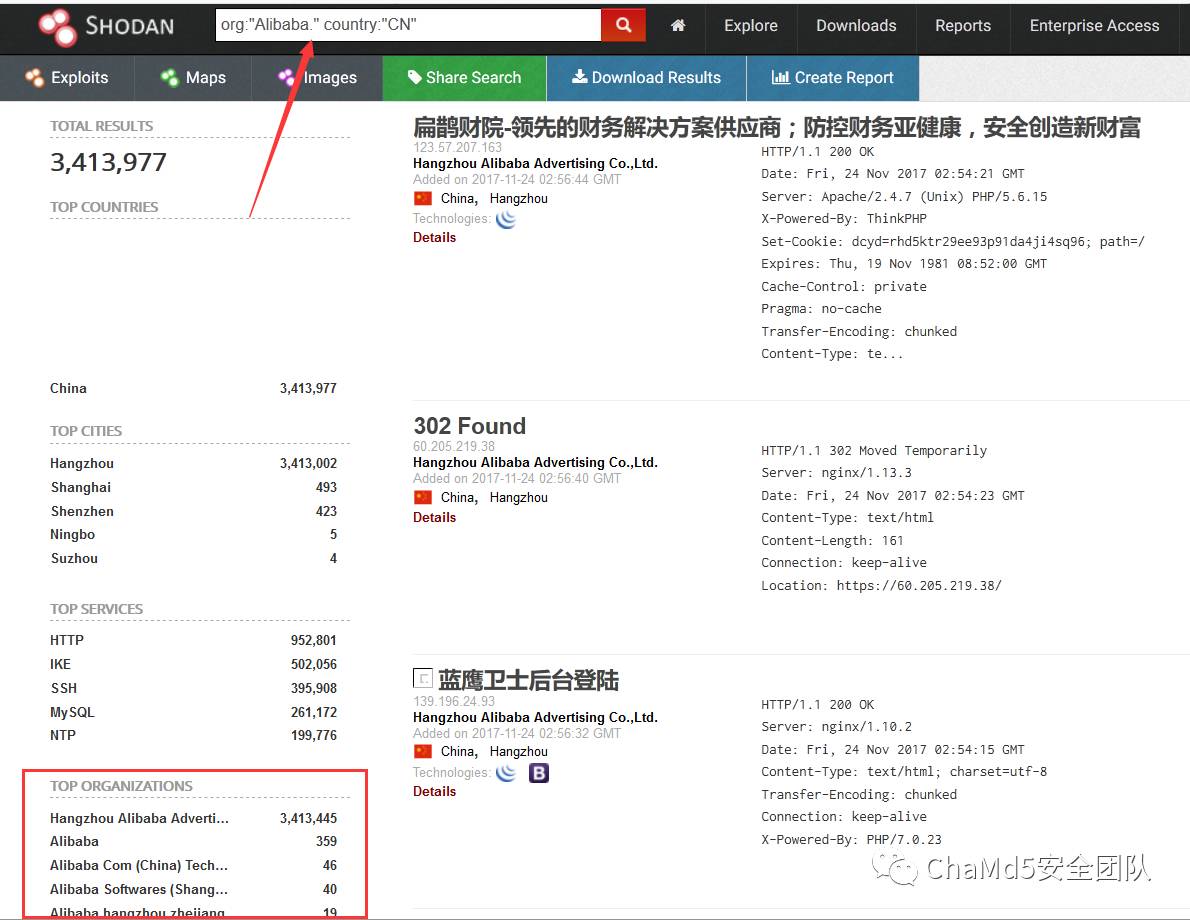 SHODAN
org:"Alibaba." country:"CN"
Explore
Downloads
Reports
Enterprise Access
Exploits
Maps
Images
Share Search
Download Results
Create Report
TOTAL RESULTS
3,413,977
TOP COUNTRIES
China 3,413,977
TOP CITIES
Hangzhou 3,413,002
Shanghai 493
Shenzhen 423
Ningbo 5
Suzhou 4
TOP SERVICES
HTTP 952,801
IKE 502,056
SSH 395,908
MySQL 261,172
NTP 199,776
TOP ORGANIZATIONS
Hangzhou Alibaba Adverti... 3,413,445
Alibaba 359
Alibaba Com (China) Tech... 46
Alibaba Softwares (Shang... 40
Alibaba hangzhou zhejiang 19
扁鹊财院-领先的财务解决方案供应商；防控财务亚健康，安全创造新财富
123.57.207.163
Hangzhou Alibaba Advertising Co.,Ltd.
Added on 2017-11-24 02:56:44 GMT
China, Hangzhou
Technologies:
Details
HTTP/1.1 200 OK
Date: Fri, 24 Nov 2017 02:54:21 GMT
Server: Apache/2.4.7 (Unix) PHP/5.6.15
X-Powered-By: ThinkPHP
Set-Cookie: dcyd=rhd5ktr29ee93p91da4ji4sq96; path=/
Expires: Thu, 19 Nov 1981 08:52:00 GMT
Cache-Control: private
Pragma: no-cache
Transfer-Encoding: chunked
Content-Type: te...
302 Found
60.205.219.38
Hangzhou Alibaba Advertising Co.,Ltd.
Added on 2017-11-24 02:56:40 GMT
China, Hangzhou
Details
HTTP/1.1 302 Moved Temporarily
Server: nginx/1.13.3
Date: Fri, 24 Nov 2017 02:54:23 GMT
Content-Type: text/html
Content-Length: 161
Connection: keep-alive
Location: https://60.205.219.38/
蓝鹰卫士后台登陆
139.196.24.93
Hangzhou Alibaba Advertising Co.,Ltd.
Added on 2017-11-24 02:56:32 GMT
China, Hangzhou
Technologies: B
Details
HTTP/1.1 200 OK
Server: nginx/1.10.2
Date: Fri, 24 Nov 2017 02:54:15 GMT
Content-Type: text/html; charset=utf-8
Transfer-Encoding: chunked
Connection: keep-alive
X-Powered-By: PHP/7.0.23
ChaMd5安全团队